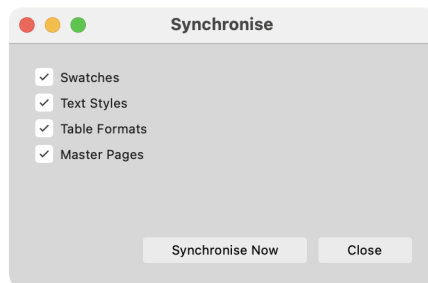 Synchronise
Swatches
Text Styles
Table Formats
Master Pages
Synchronise Now
Close